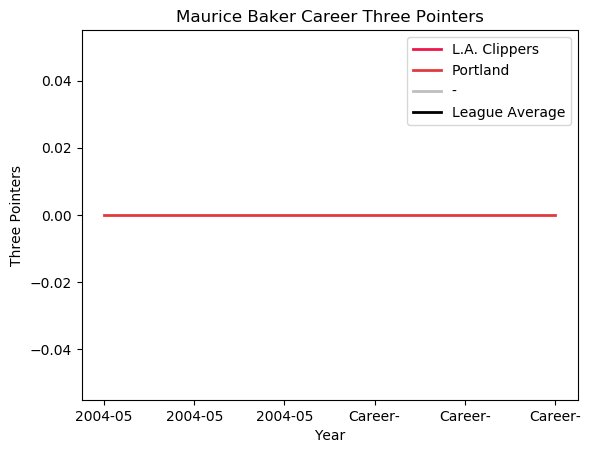 Maurice Baker Career Three Pointers
L.A. Clippers
Portland
-
League Average
Three Pointers
0.04
0.02
0.00
−0.02
−0.04
2004-05 2004-05 2004-05 Career- Career- Career-
Year